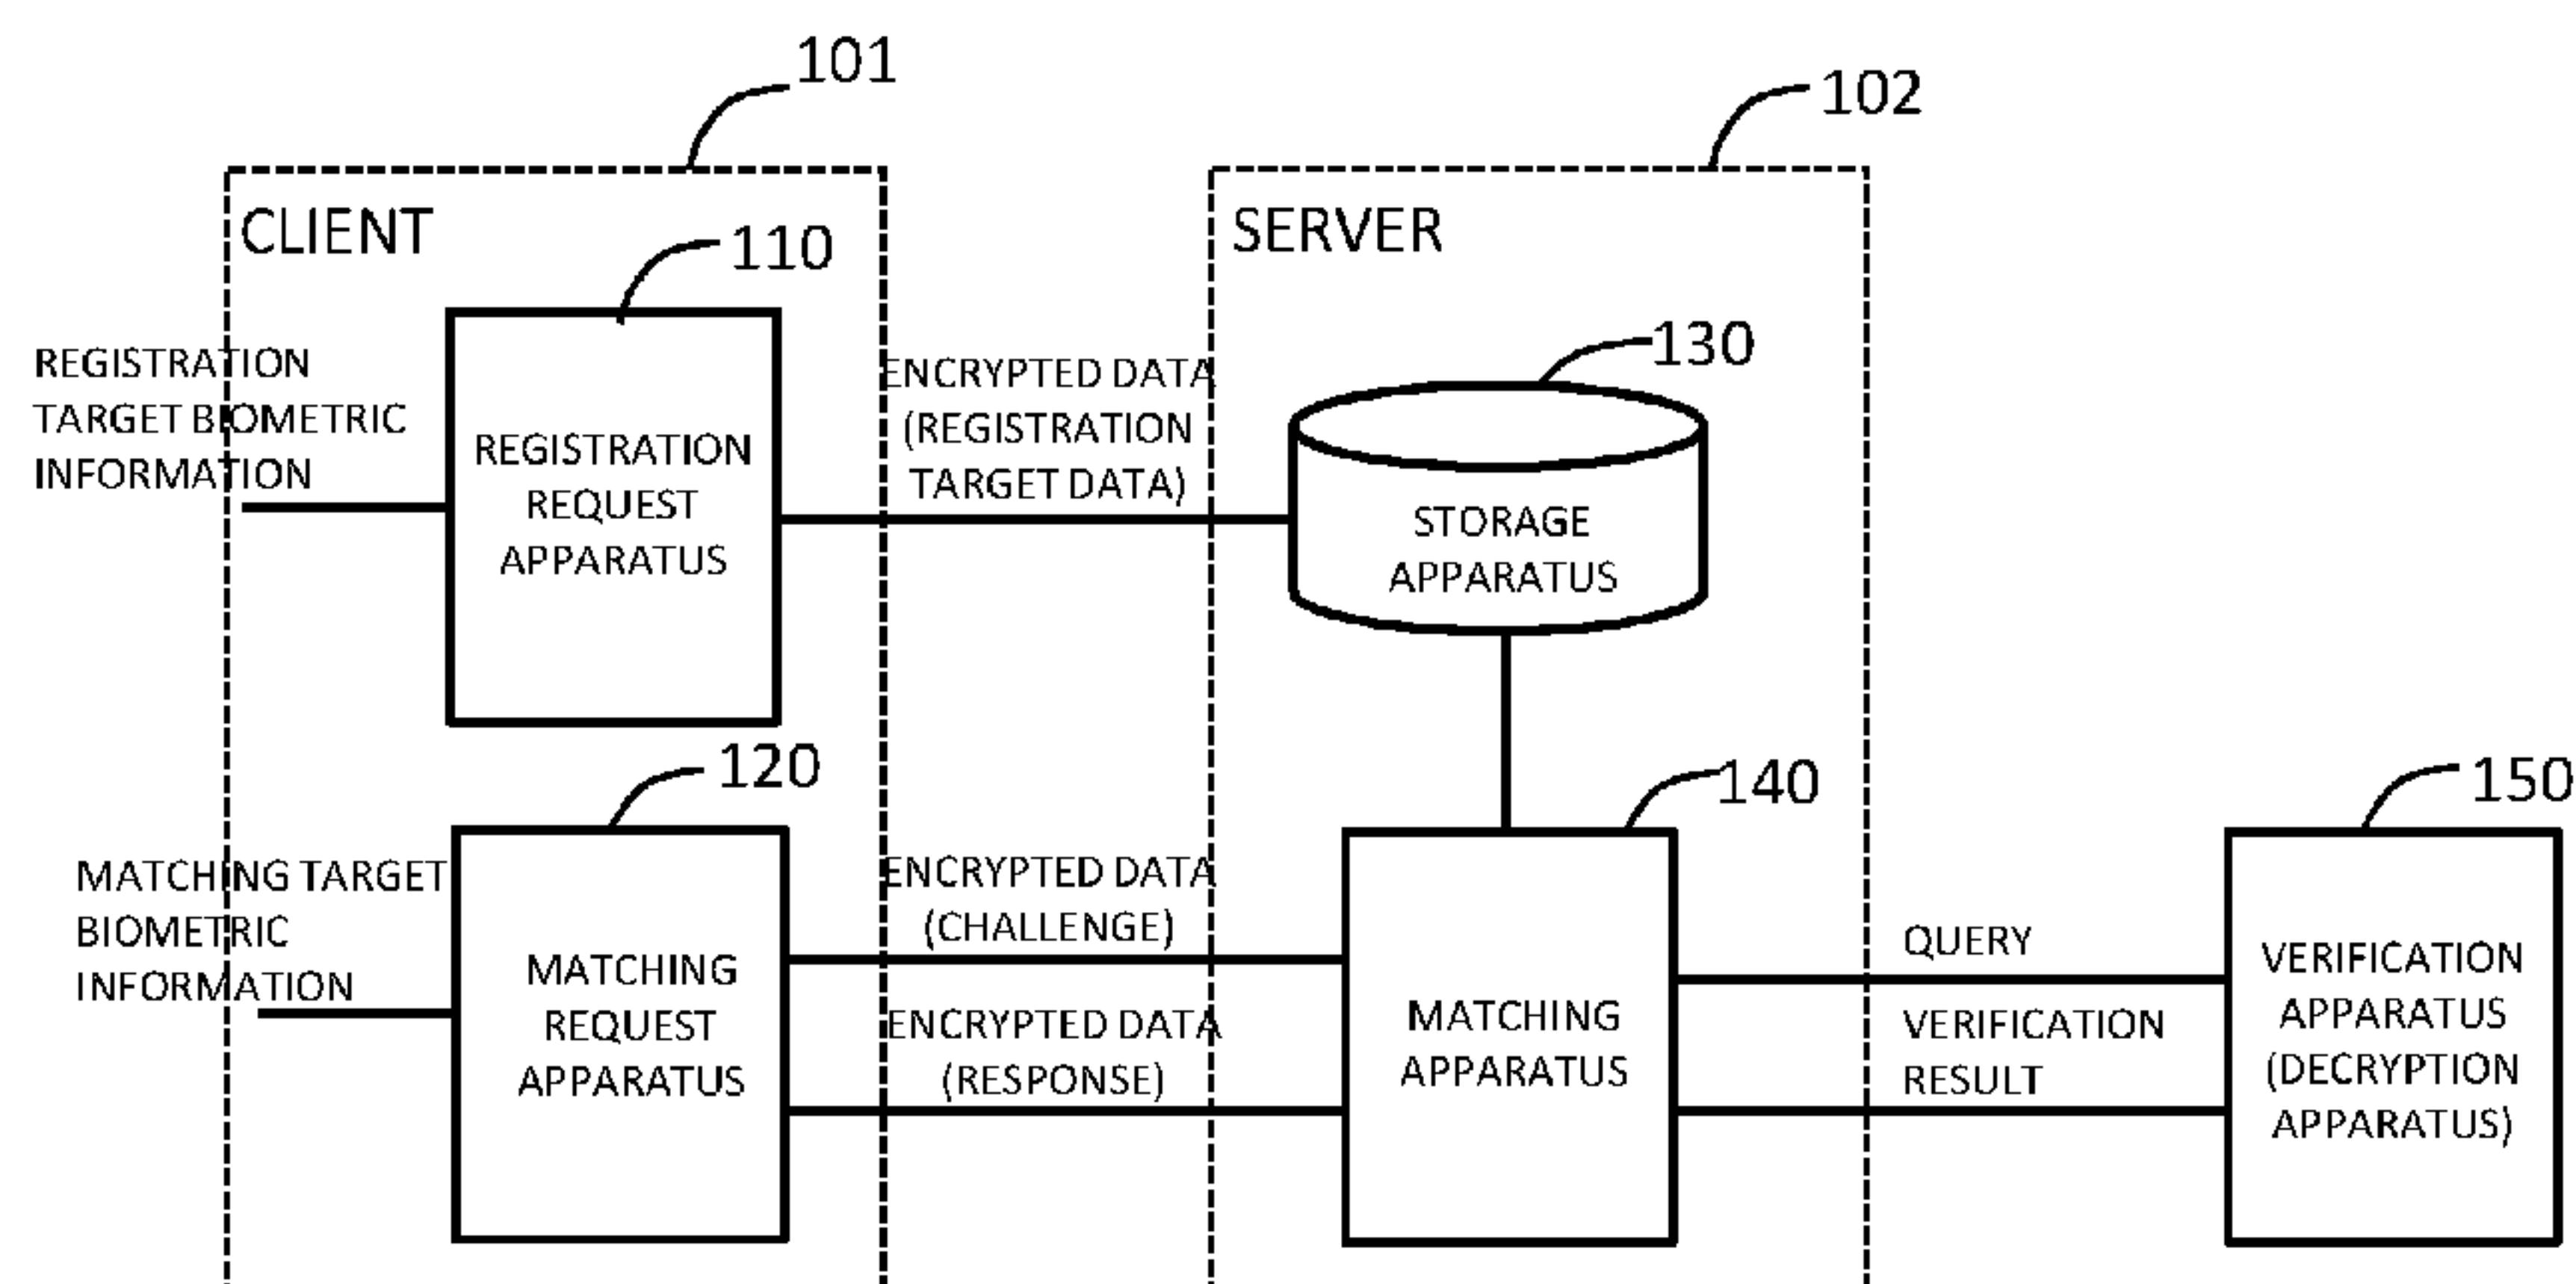 101
102
CLIENT
SERVER
110
130
REGISTRATION
TARGET BIOMETRIC
INFORMATION
REGISTRATION
REQUEST
APPARATUS
ENCRYPTED DATA
(REGISTRATION
TARGET DATA)
STORAGE
APPARATUS
120
140
150
MATCHING TARGET
BIOMETRIC
INFORMATION
MATCHING
REQUEST
APPARATUS
ENCRYPTED DATA
(CHALLENGE)
ENCRYPTED DATA
(RESPONSE)
MATCHING
APPARATUS
QUERY
VERIFICATION
RESULT
VERIFICATION
APPARATUS
(DECRYPTION
APPARATUS)